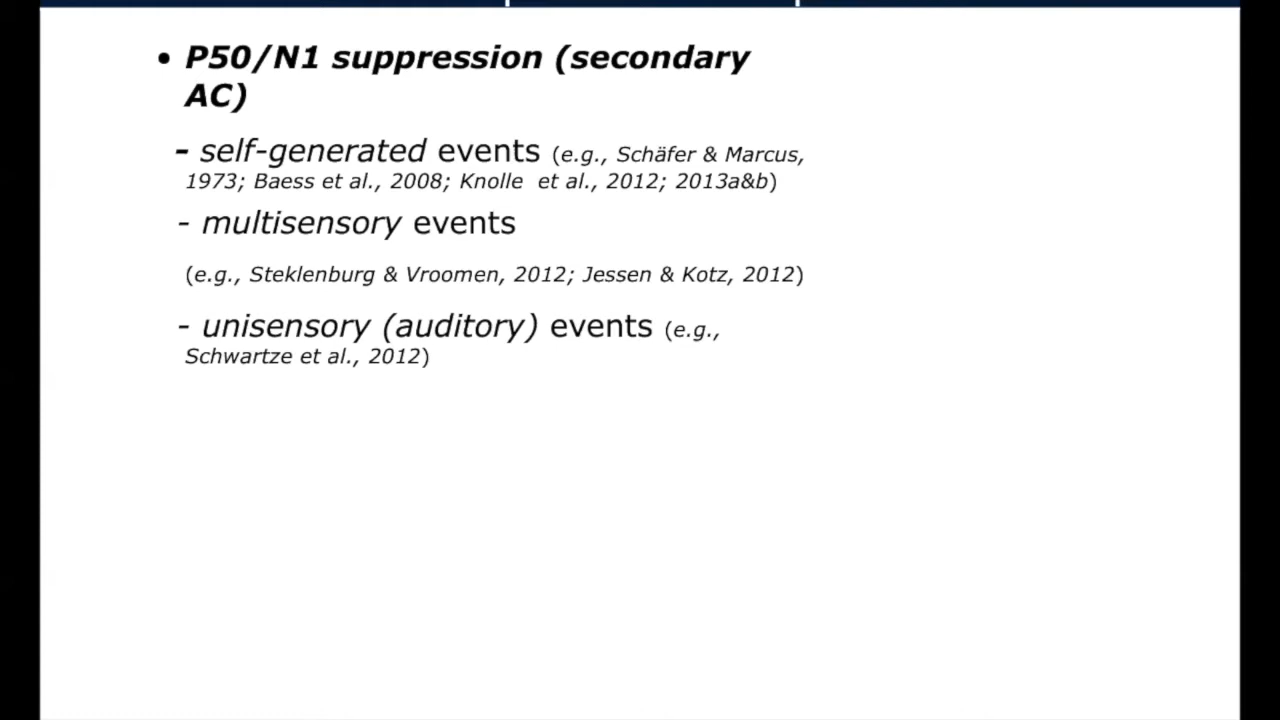 • P50/N1 suppression (secondary
AC)
- self-generated events (e.g., Schäfer & Marcus,
1973; Baess et al., 2008; Knolle et al., 2012; 2013a&b)
- multisensory events
(e.g., Steklenburg & Vroomen, 2012; Jessen & Kotz, 2012)
- unisensory (auditory) events (e.g.,
Schwartze et al., 2012)